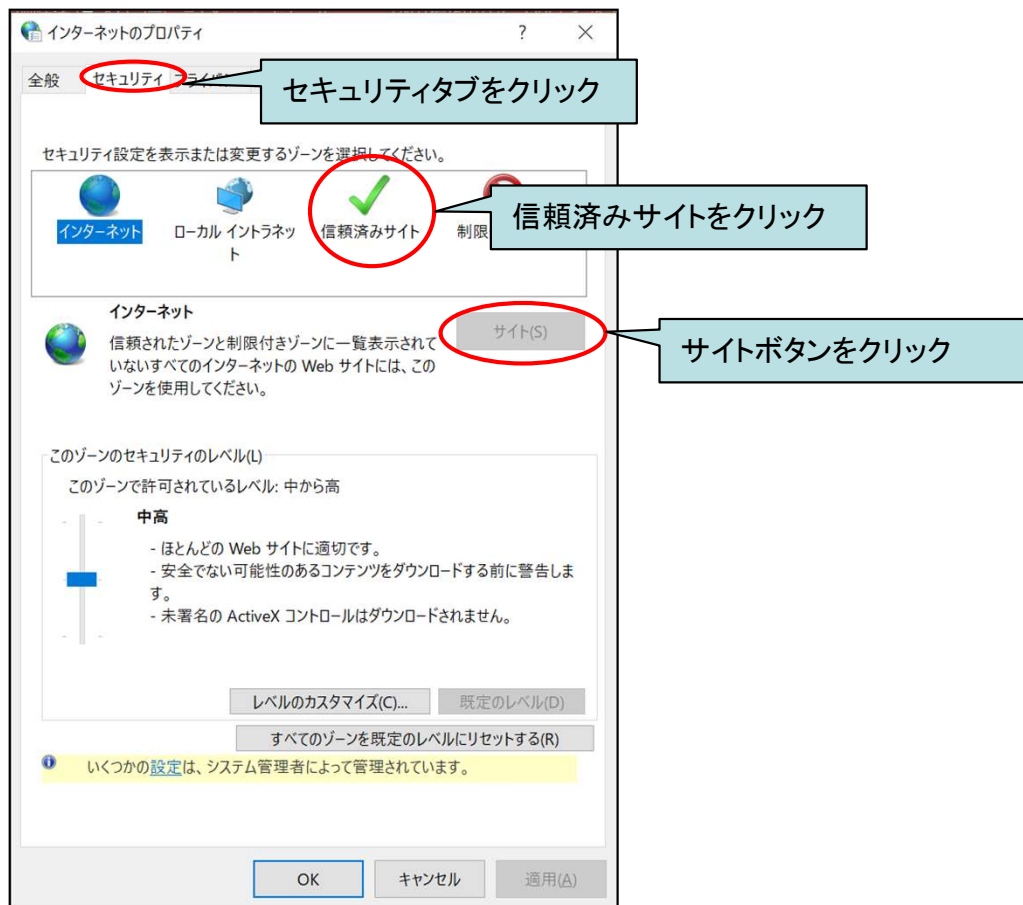 インターネットのプロパティ
?
全般
セキュリティ
セキュリティタブをクリック
セキュリティ設定を表示または変更するゾーンを選択してください。
インターネット
ローカル イントラネッ
ト
信頼済みサイト
制限
信頼済みサイトをクリック
インターネット
信頼されたゾーンと制限付きゾーンに一覧表示されて
いないすべてのインターネットの Web サイトには、この
ゾーンを使用してください。
サイト(S)
サイトボタンをクリック
このゾーンのセキュリティのレベル(L)
このゾーンで許可されているレベル: 中から高
中高
- ほとんどの Web サイトに適切です。
- 安全でない可能性のあるコンテンツをダウンロードする前に警告しま
す。
- 未署名の ActiveX コントロールはダウンロードされません。
レベルのカスタマイズ(C)...
既定のレベル(D)
すべてのゾーンを既定のレベルにリセットする(R)
いくつかの設定は、システム管理者によって管理されています。
OK
キャンセル
適用(A)